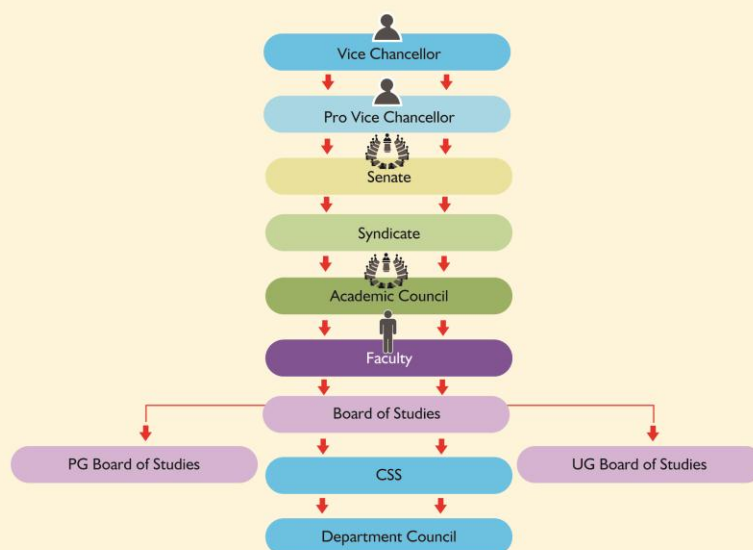 Vice Chancellor
Pro Vice Chancellor
Senate
Syndicate
Academic Council
Faculty
Board of Studies
PG Board of Studies
UG Board of Studies
CSS
Department Council